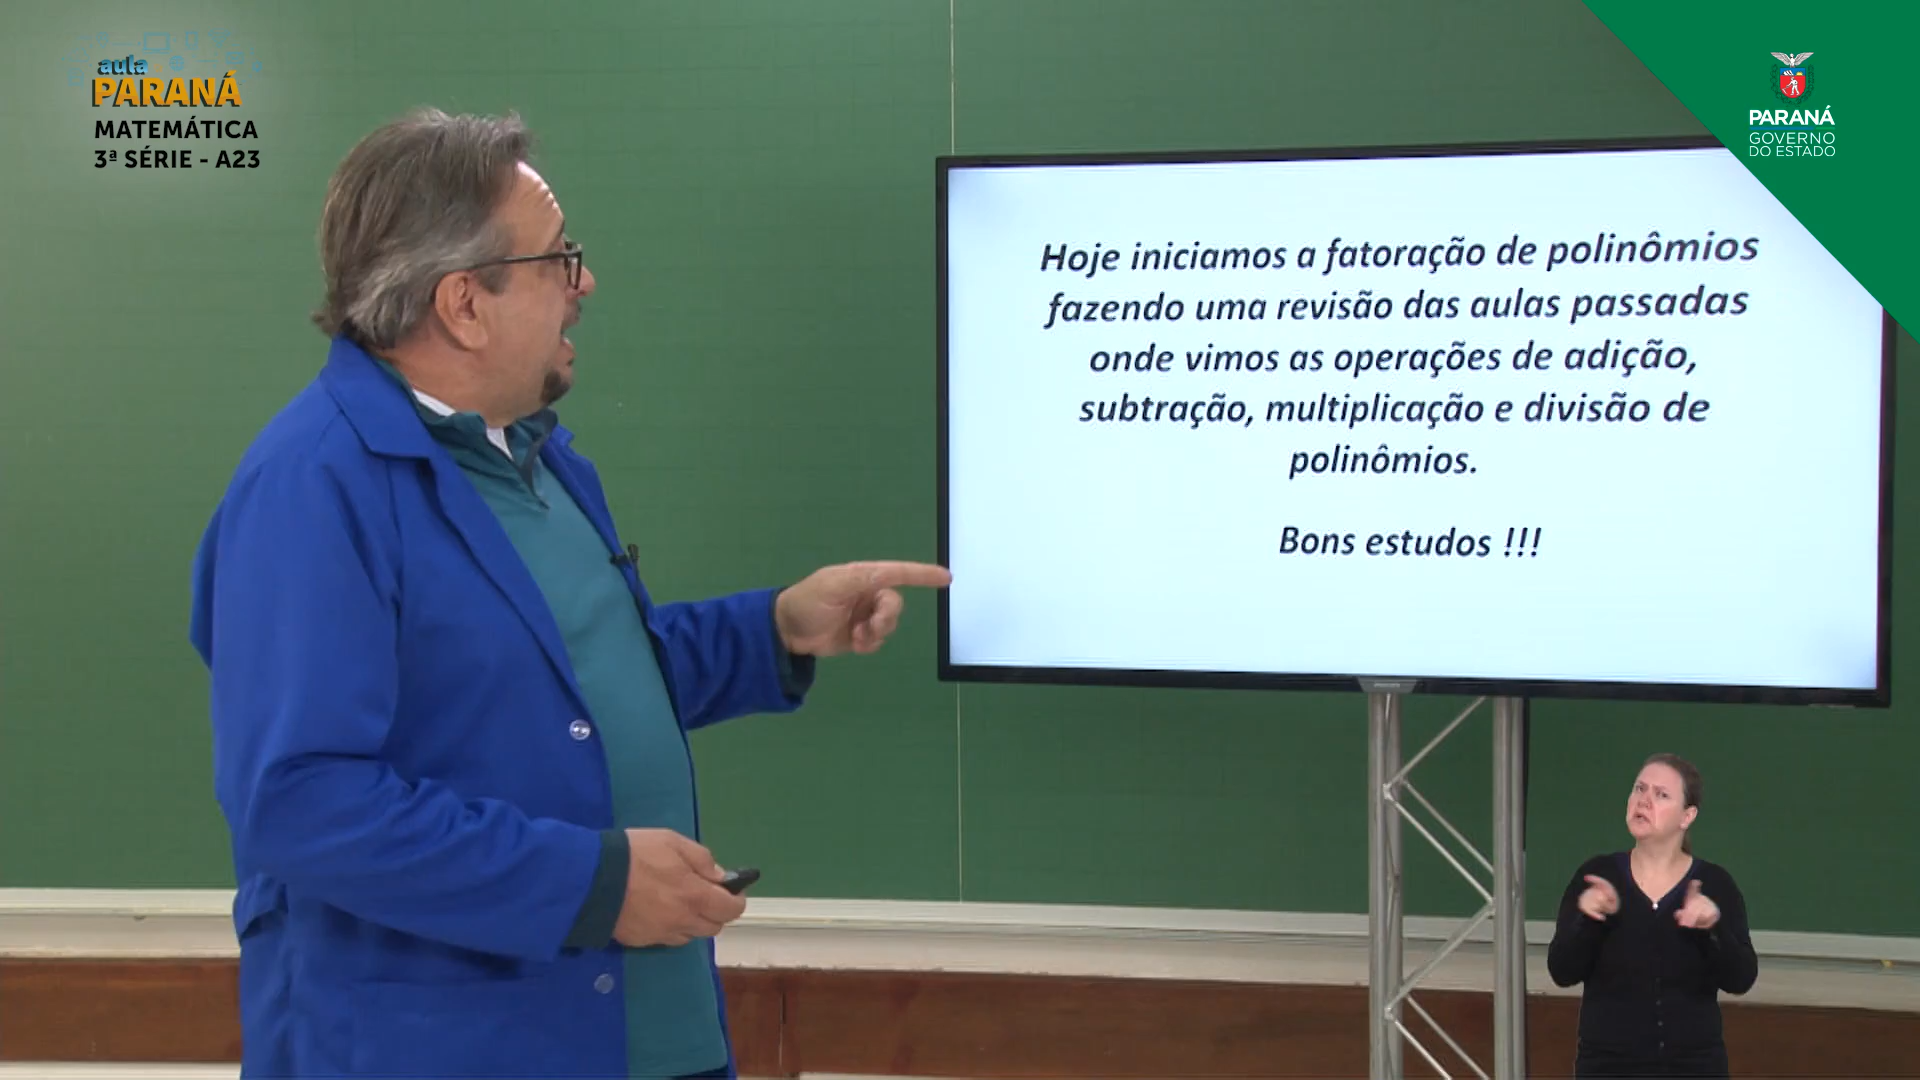 aula
PARANÁ
MATEMÁTICA
3ª SÉRIE - A23
PARANÁ
GOVERNO
DO ESTADO
Hoje iniciamos a fatoração de polinômios
fazendo uma revisão das aulas passadas
onde vimos as operações de adição,
subtração, multiplicação e divisão de
polinômios.
Bons estudos !!!